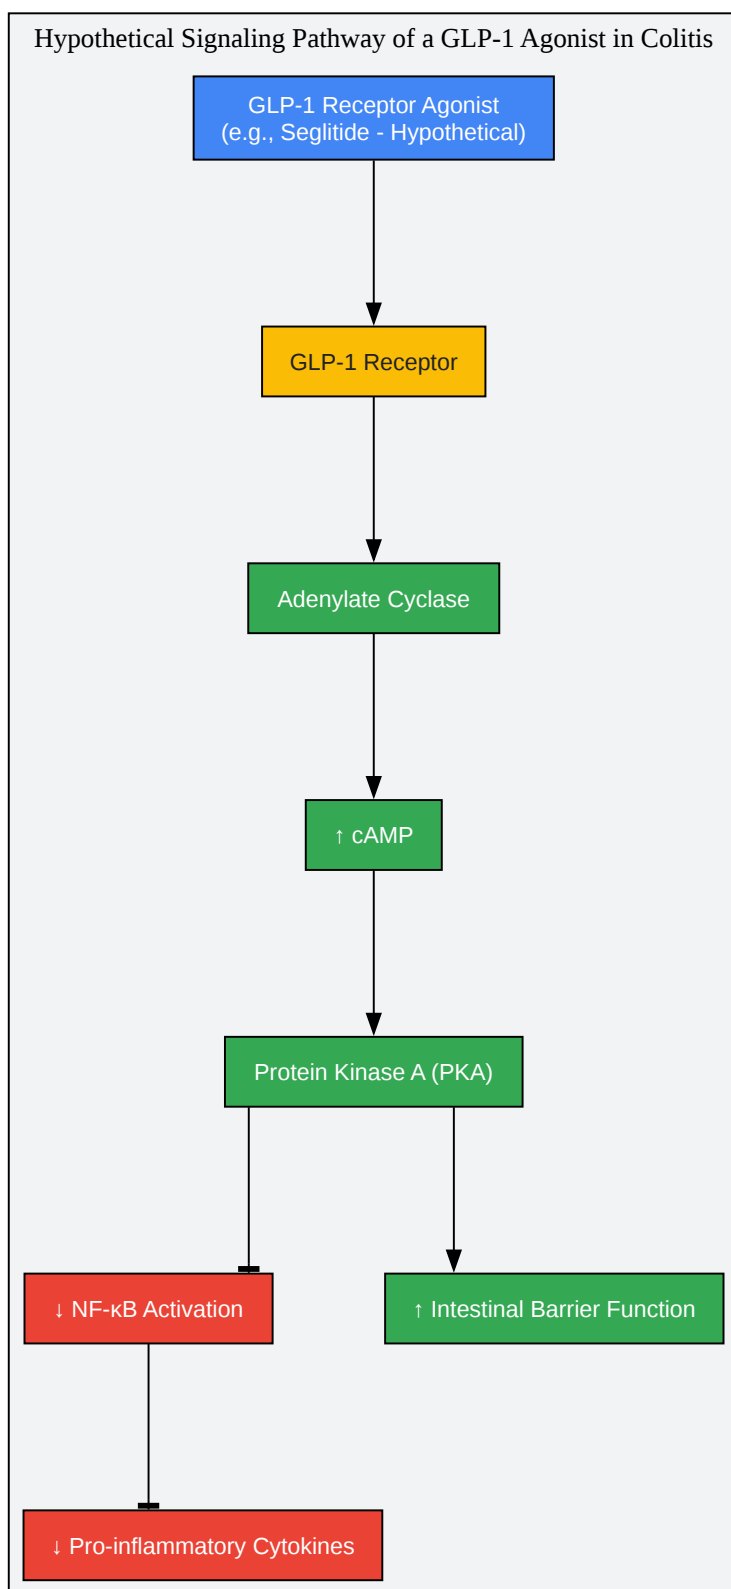 Hypothetical Signaling Pathway of a GLP-1 Agonist in Colitis
GLP-1 Receptor Agonist
(e.g., Seglitide - Hypothetical)
GLP-1 Receptor
Adenylate Cyclase
↑ cAMP
Protein Kinase A (PKA)
↓ NF-κB Activation
↑ Intestinal Barrier Function
↓ Pro-inflammatory Cytokines